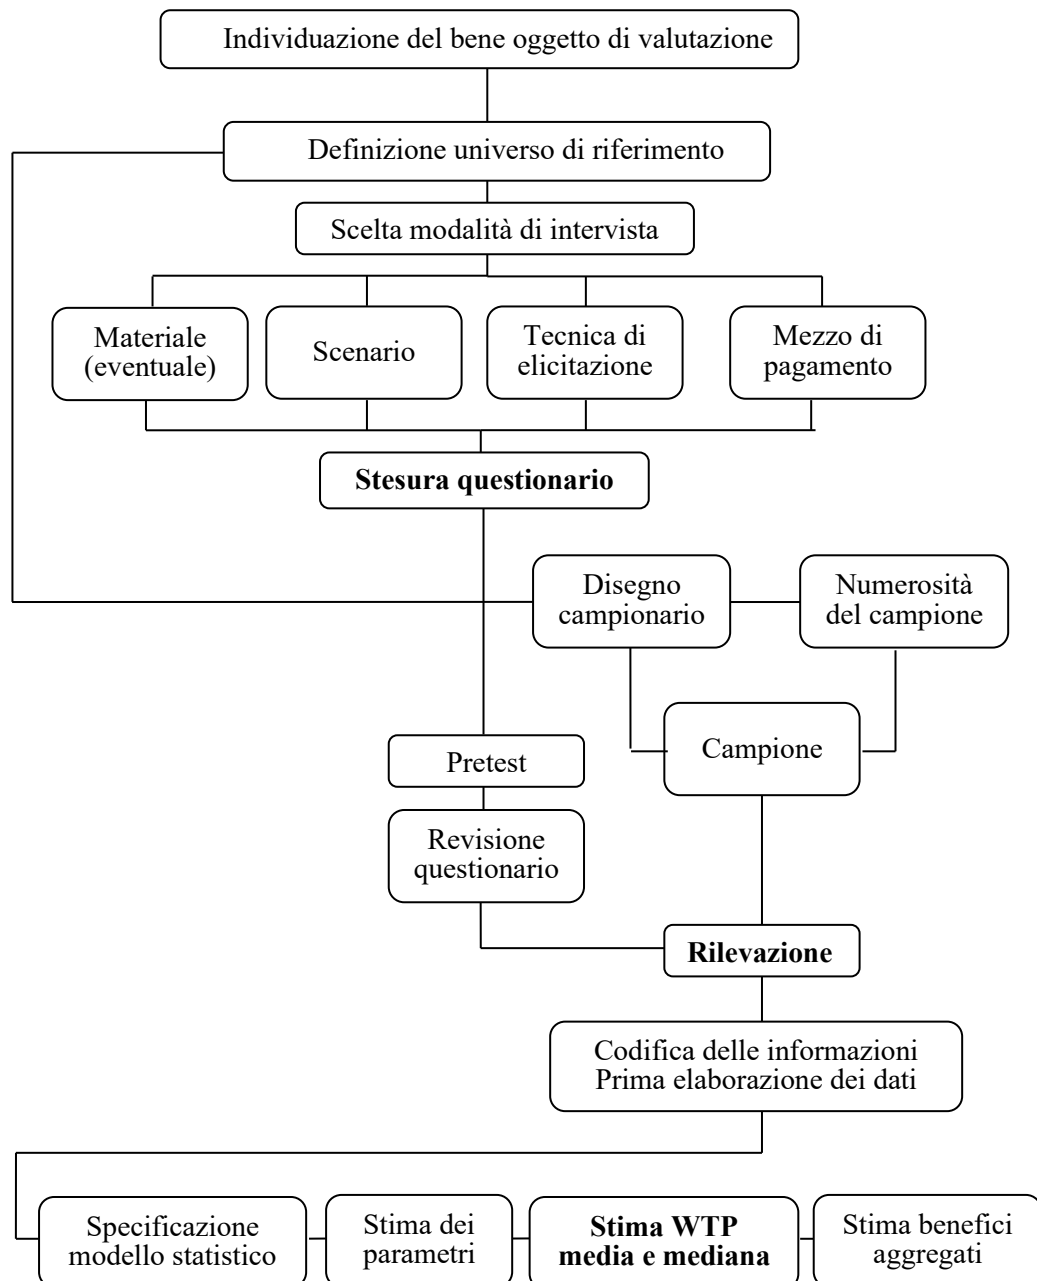 Individuazione del bene oggetto di valutazione
Definizione universo di riferimento
Scelta modalità di intervista
Materiale
(eventuale)
Scenario
Tecnica di
elicitazione
Mezzo di
pagamento
Stesura questionario
Disegno
campionario
Numerosità
del campione
Campione
Pretest
Revisione
questionario
Rilevazione
Codifica delle informazioni
Prima elaborazione dei dati
Specificazione
modello statistico
Stima dei
parametri
Stima WTP
media e mediana
Stima benefici
aggregati